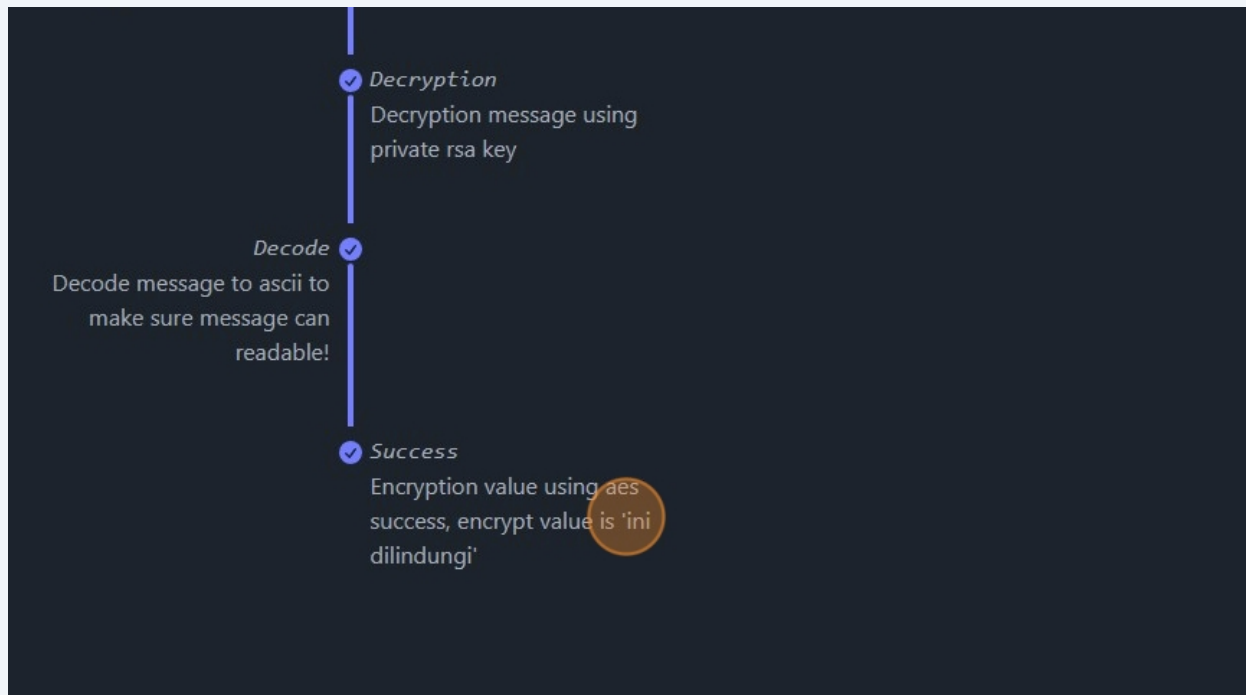 Decryption
Decryption message using
private rsa key
Decode
Decode message to ascii to
make sure message can
readable!
Success
Encryption value using aes
success, encrypt value is 'ini
dilindungi'